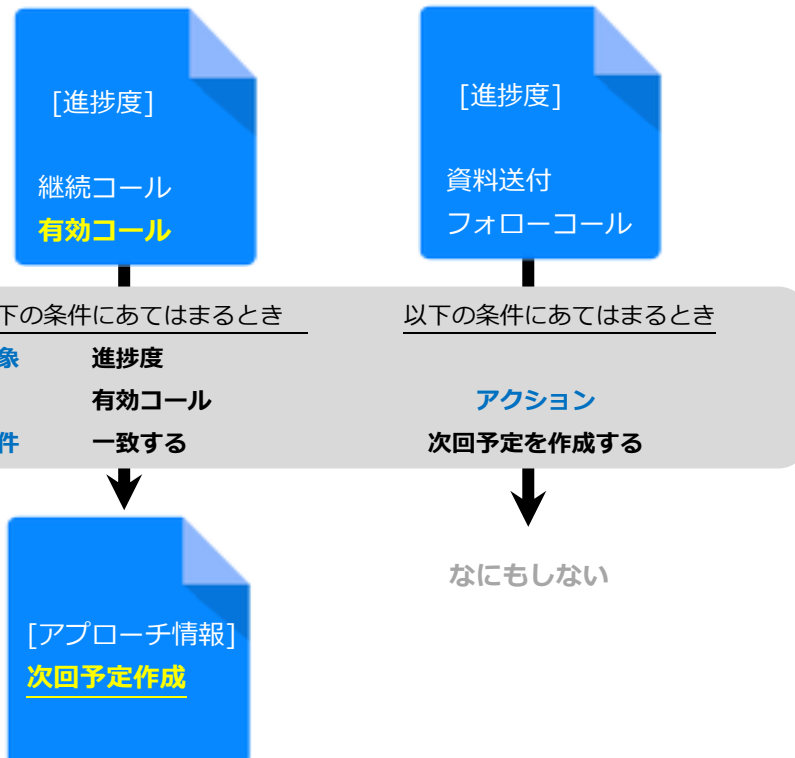 [進捗度]
継続コール
有効コール
[進捗度]
資料送付
フォローコール
下の条件にあてはまるとき
象 進捗度
有効コール
件 一致する
以下の条件にあてはまるとき
アクション
次回予定を作成する
[アプローチ情報]
次回予定作成
なにもしない